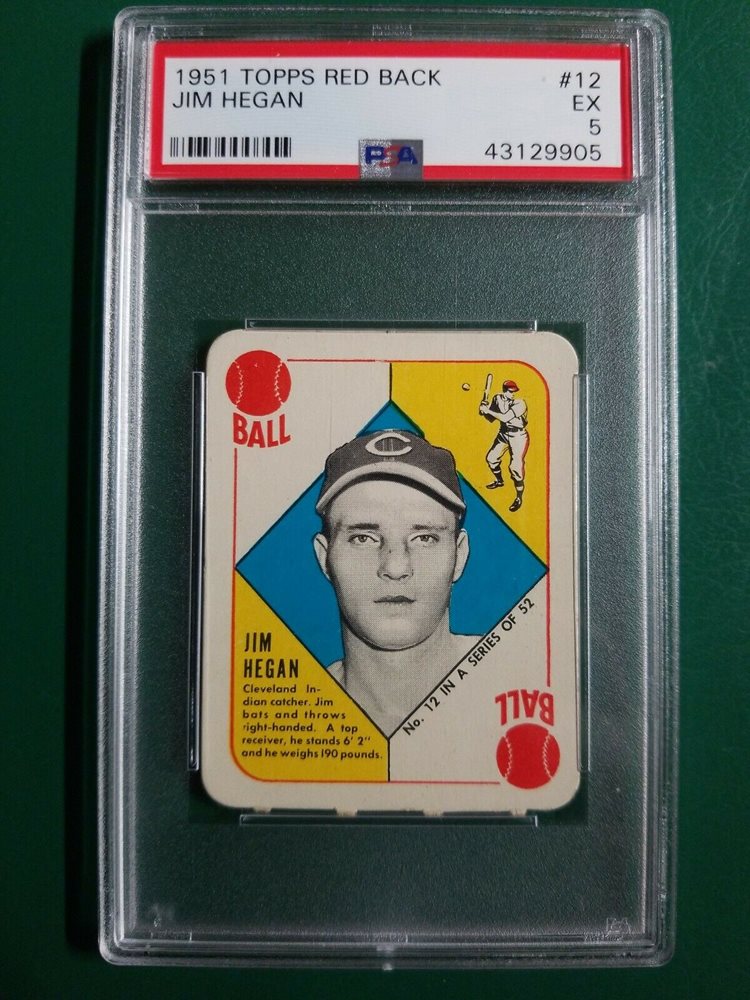 1951 TOPPS RED BACK #12
JIM HEGAN EX
5
PSA 43129905
C
BALL
JIM
HEGAN
Cleveland In-
dian catcher. Jim
bats and throws
right-handed. A top
receiver, he stands 6' 2"
and he weighs 190 pounds.
No. 12 IN A SERIES OF 52
BALL